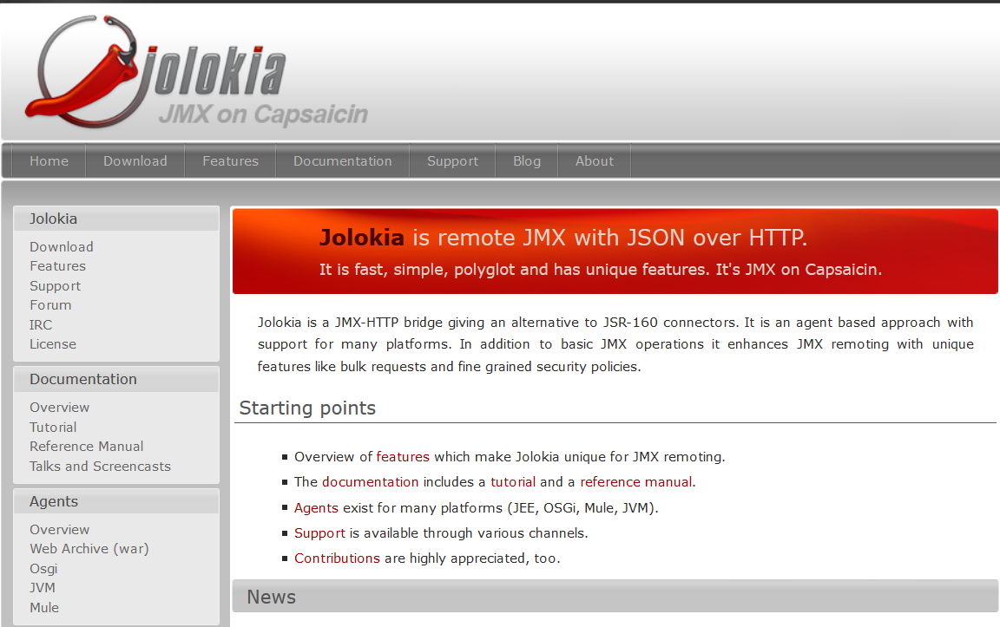 jolokia
JMX on Capsaicin
Home Download Features Documentation Support Blog About
Jolokia
Download
Features
Support
Forum
IRC
License
Documentation
Overview
Tutorial
Reference Manual
Talks and Screencasts
Agents
Overview
Web Archive (war)
Osgi
JVM
Mule
Jolokia is remote JMX with JSON over HTTP.
It is fast, simple, polyglot and has unique features. It's JMX on Capsaicin.
Jolokia is a JMX-HTTP bridge giving an alternative to JSR-160 connectors. It is an agent based approach with
support for many platforms. In addition to basic JMX operations it enhances JMX remoting with unique
features like bulk requests and fine grained security policies.
Starting points
Overview of features which make Jolokia unique for JMX remoting.
The documentation includes a tutorial and a reference manual.
Agents exist for many platforms (JEE, OSGi, Mule, JVM).
Support is available through various channels.
Contributions are highly appreciated, too.
News